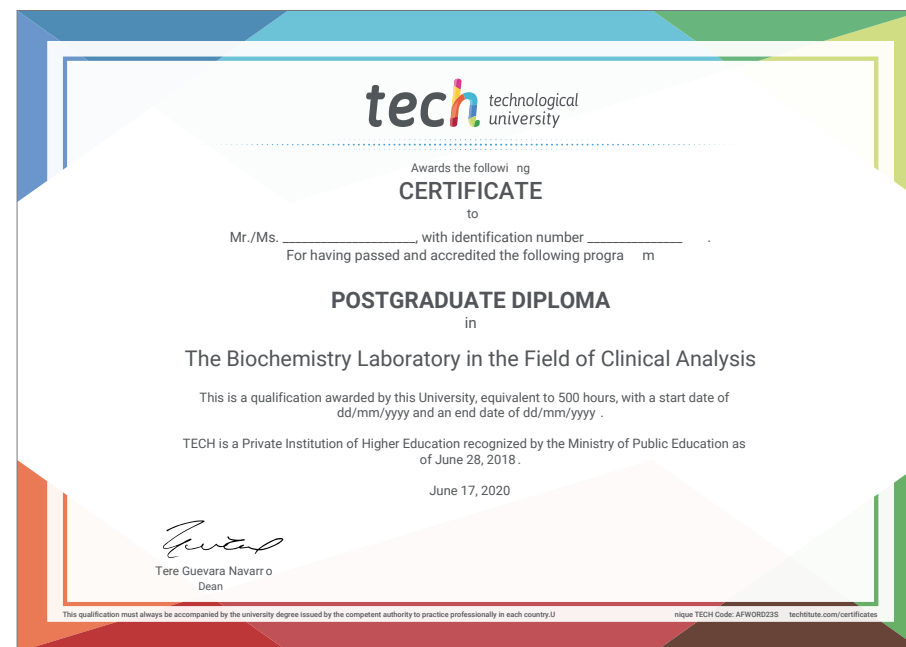 tech technological
university
Awards the followi ng
CERTIFICATE
to
Mr./Ms. ____________________, with identification number ______________ .
For having passed and accredited the following progra m
POSTGRADUATE DIPLOMA
in
The Biochemistry Laboratory in the Field of Clinical Analysis
This is a qualification awarded by this University, equivalent to 500 hours, with a start date of
dd/mm/yyyy and an end date of dd/mm/yyyy .
TECH is a Private Institution of Higher Education recognized by the Ministry of Public Education as
of June 28, 2018 .
June 17, 2020
Tere Guevara Navarr o
Dean
This qualification must always be accompanied by the university degree issued by the competent authority to practice professionally in each country.U nique TECH Code: AFWORD23S techtitute.com/certificates